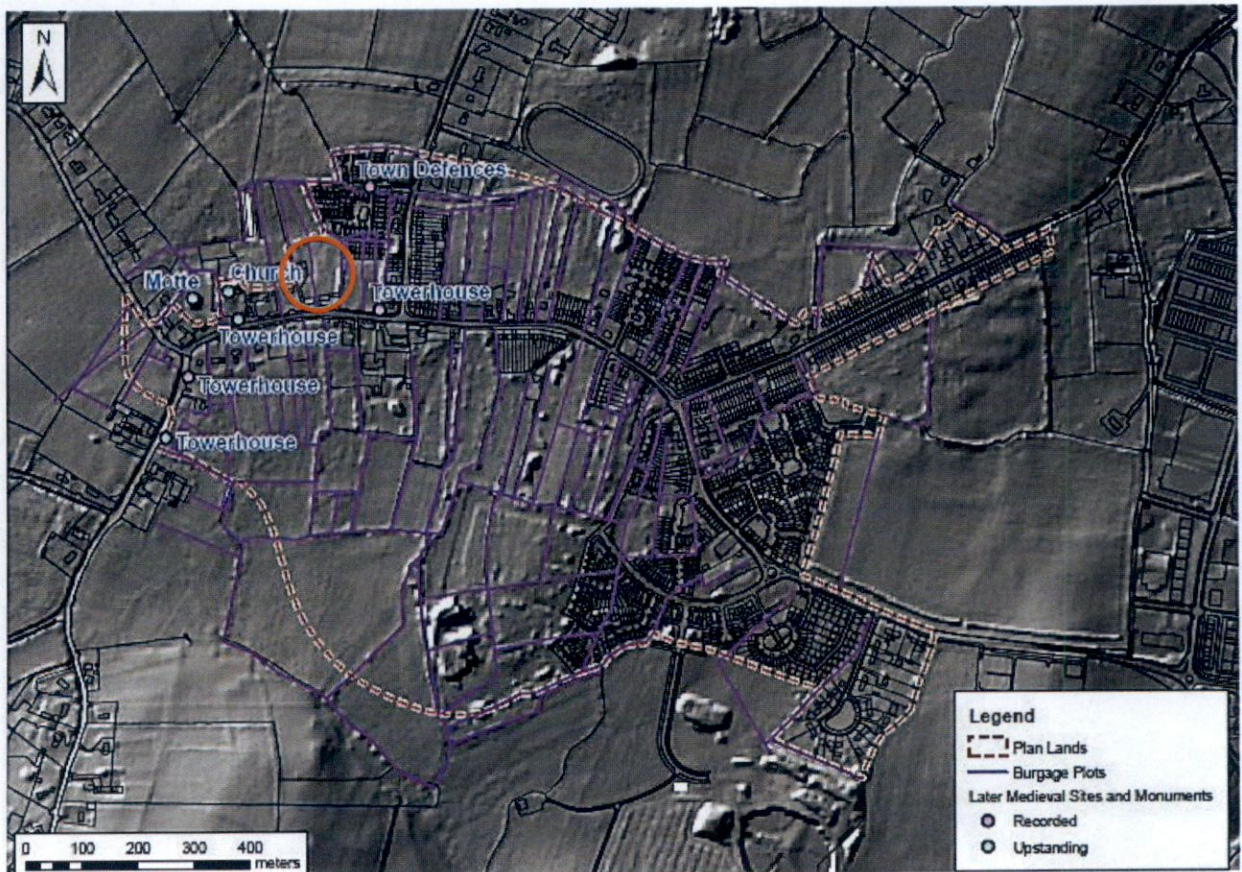 N
Town Defences
Motte
Church
Towerhouse
Towerhouse
Towerhouse
Towerhouse
Legend
Plan Lands
Burgage Plots
Later Medieval Sites and Monuments
Recorded
Upstanding
0 100 200 300 400
meters